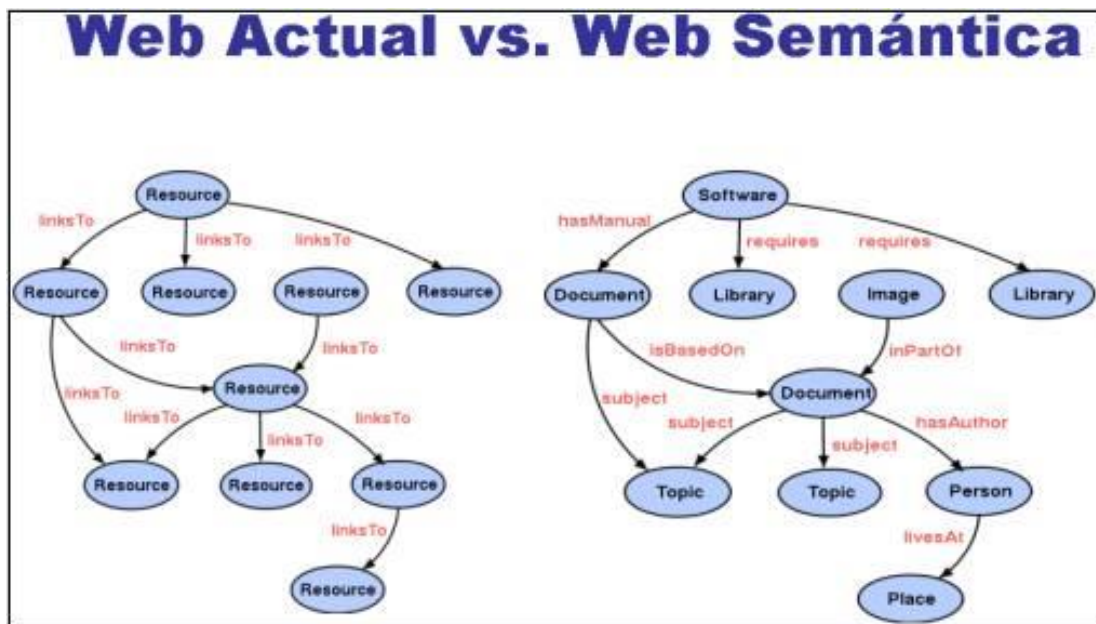 Web Actual vs. Web Semántica
Resource
linksTo
linksTo
linksTo
Resource
Resource
Resource
Resource
linksTo
linksTo
linksTo
Resource
linksTo
linksTo
linksTo
Resource
Resource
Resource
linksTo
Resource
Software
hasManual
requires
requires
Document
Library
Image
Library
isBasedOn
inPartOf
subject
Document
subject
subject
hasAuthor
Topic
Topic
Person
livesAt
Place